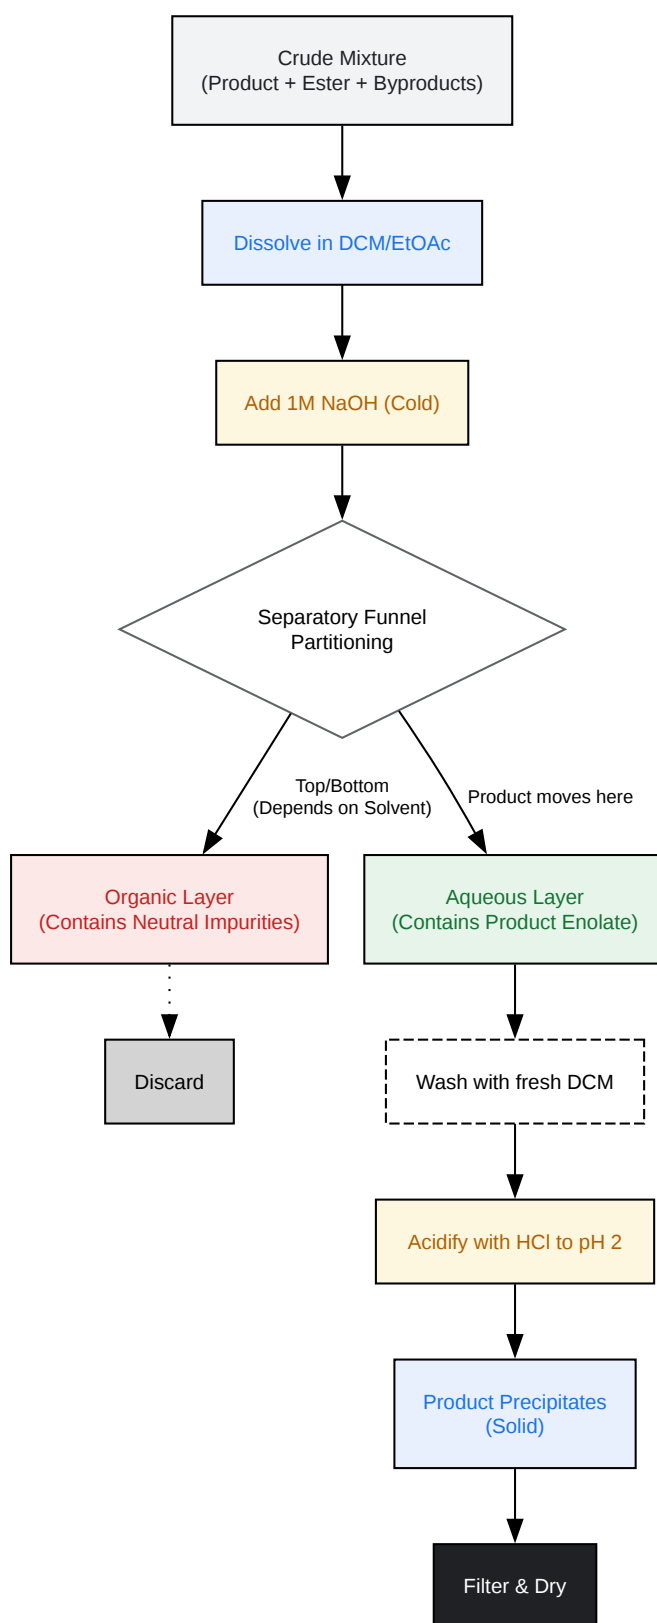 Crude Mixture
(Product + Ester + Byproducts)
Dissolve in DCM/EtOAc
Add 1M NaOH (Cold)
Separatory Funnel
Partitioning
Top/Bottom
(Depends on Solvent)
Product moves here
Organic Layer
(Contains Neutral Impurities)
Aqueous Layer
(Contains Product Enolate)
Discard
Wash with fresh DCM
Acidify with HCl to pH 2
Product Precipitates
(Solid)
Filter & Dry